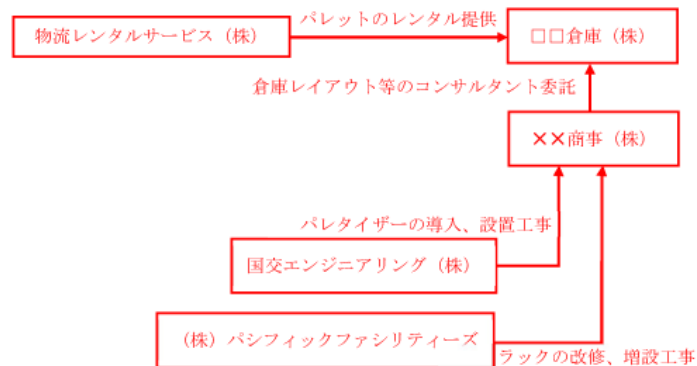 パレットのレンタル提供
物流レンタルサービス（株）
□□倉庫（株）
倉庫レイアウト等のコンサルタント委託
××商事（株）
パレタイザーの導入、設置工事
国交エンジニアリング（株）
（株）パシフィックファシリティーズ
ラックの改修、増設工事